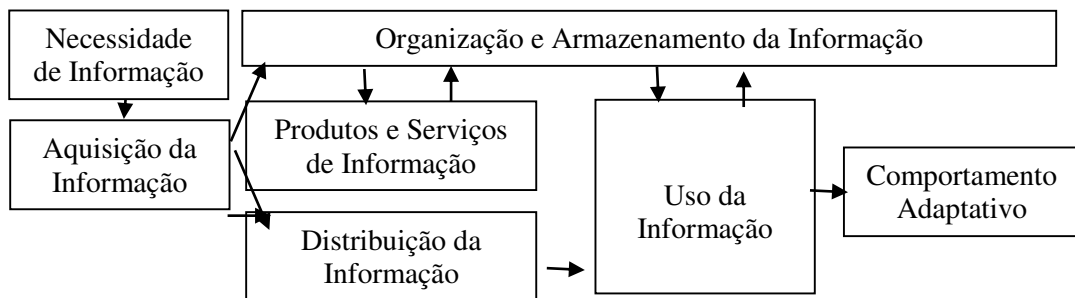 Necessidade
de Informação
Organização e Armazenamento da Informação
Aquisição da
Informação
Produtos e Serviços
de Informação
Distribuição da
Informação
Uso da
Informação
Comportamento
Adaptativo